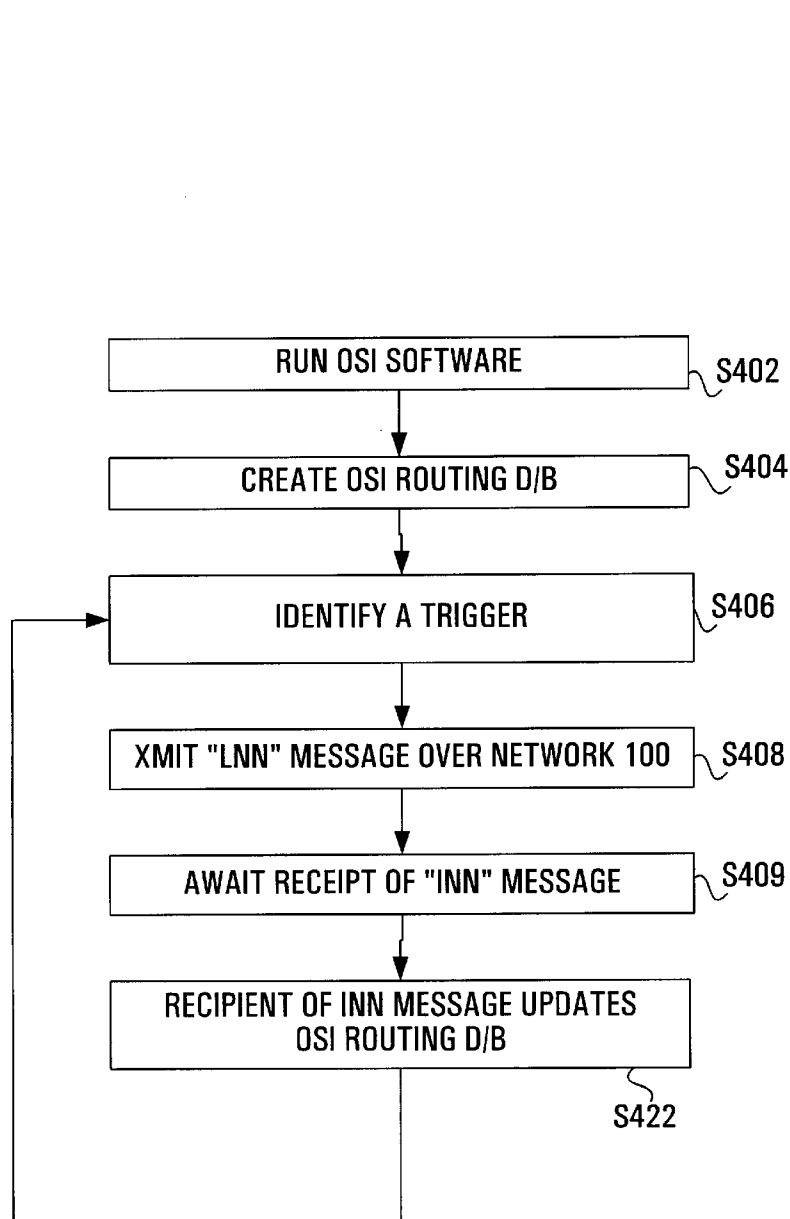 RUN OSI SOFTWARE
S402
CREATE OSI ROUTING D/B
S404
IDENTIFY A TRIGGER
S406
XMIT "LNN" MESSAGE OVER NETWORK 100
S408
AWAIT RECEIPT OF "INN" MESSAGE
S409
RECIPIENT OF INN MESSAGE UPDATES
OSI ROUTING D/B
S422